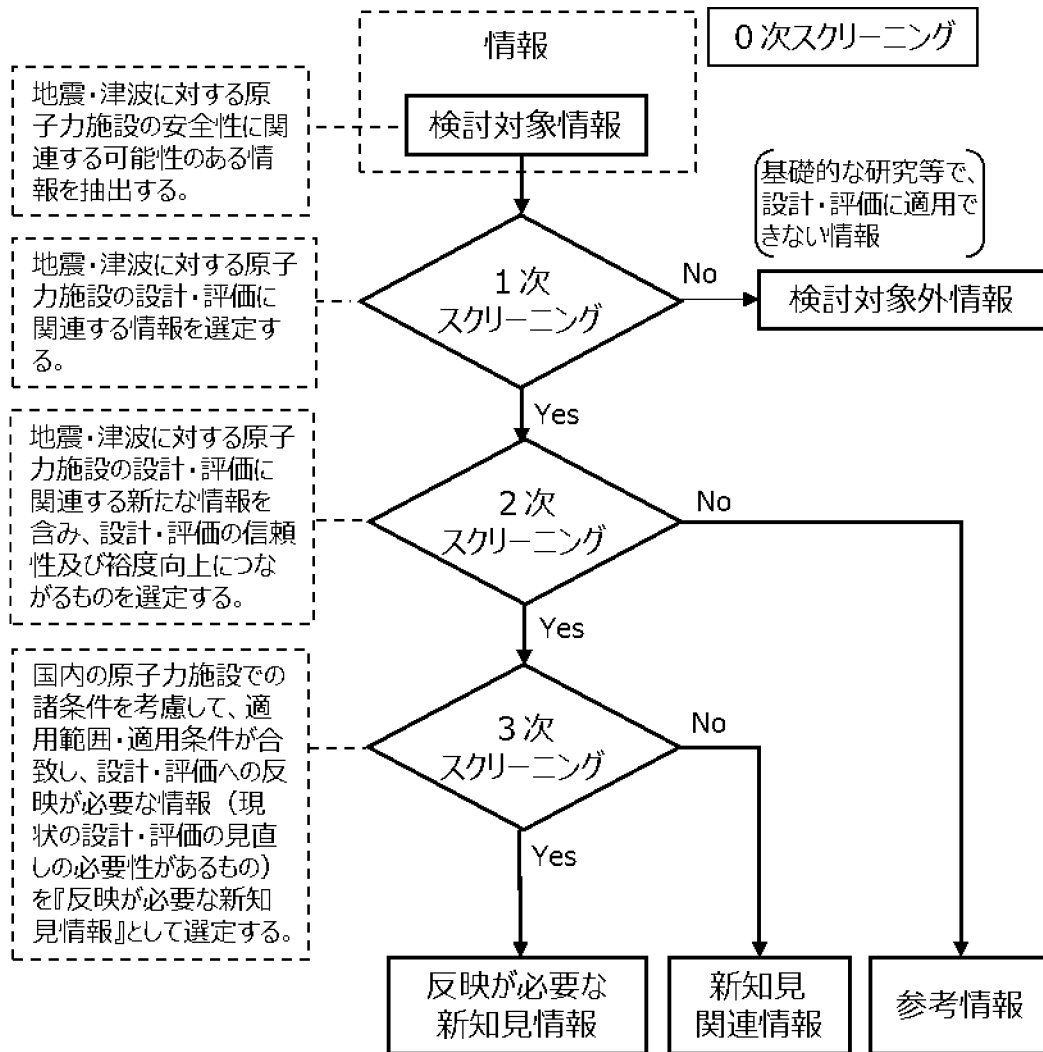 情報
0次スクリーニング
地震・津波に対する原
子力施設の安全性に関
連する可能性のある情
報を抽出する。
検討対象情報
基礎的な研究等で、
設計・評価に適用で
きない情報
地震・津波に対する原子
力施設の設計・評価に
関連する情報を選定す
る。
1次
スクリーニング
No
検討対象外情報
Yes
地震・津波に対する原子
力施設の設計・評価に
関連する新たな情報を
含み、設計・評価の信頼
性及び裕度向上につな
がるものを選定する。
2次
スクリーニング
No
Yes
国内の原子力施設での
諸条件を考慮して、適
用範囲・適用条件が合
致し、設計・評価への反
映が必要な情報（現
状の設計・評価の見直
しの必要性があるもの）
を『反映が必要な新知
見情報』として選定する。
3次
スクリーニング
No
Yes
反映が必要な
新知見情報
新知見
関連情報
参考情報